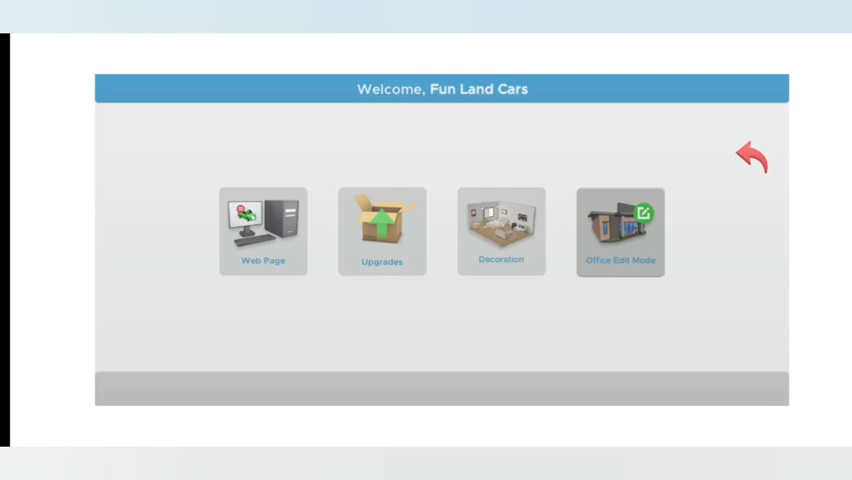 Welcome, Fun Land Cars
Web Page
Upgrades
Decoration
Office Edit Mode